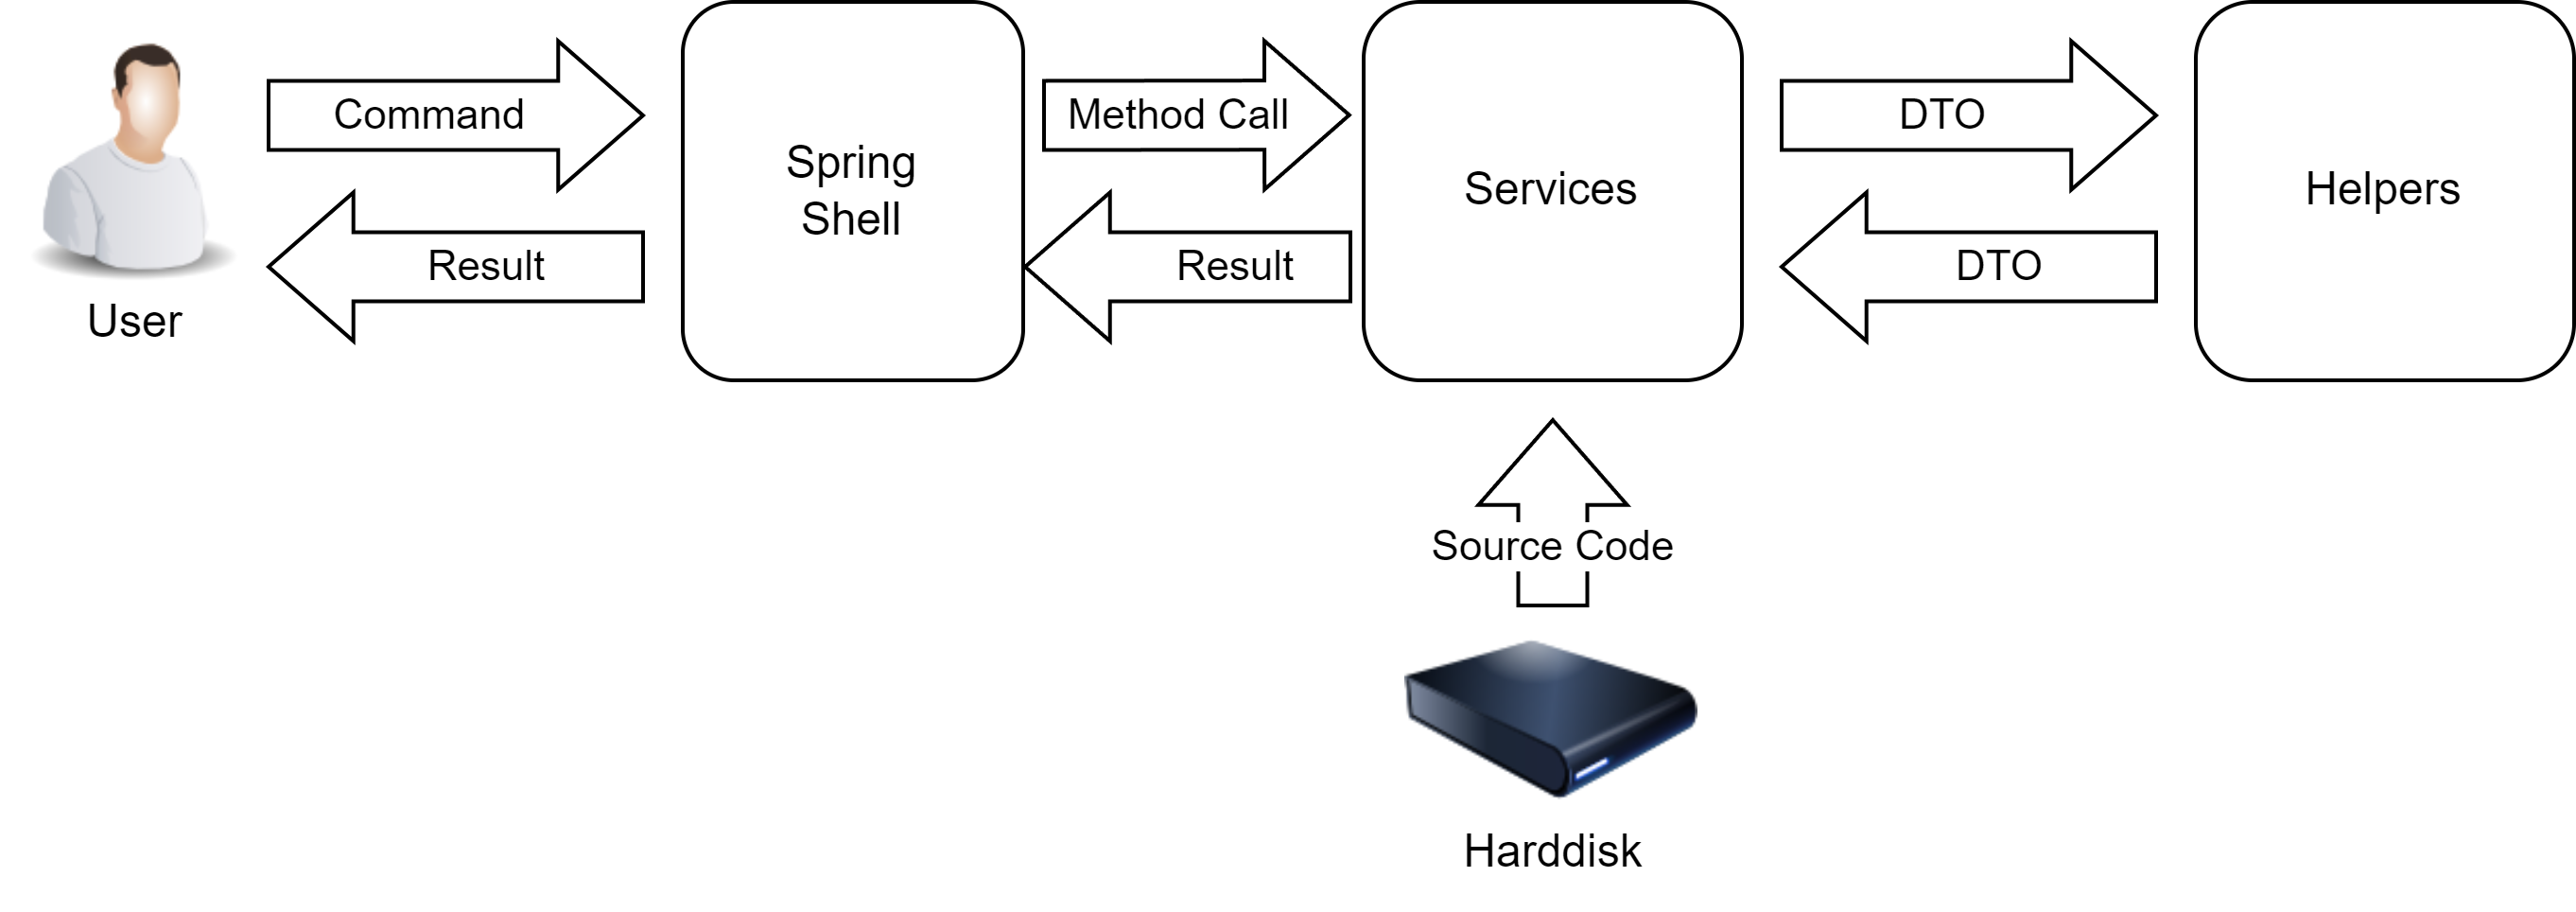 Command
Result
User
Spring
Shell
Method Call
Result
Services
DTO
DTO
Helpers
Source Code
Harddisk